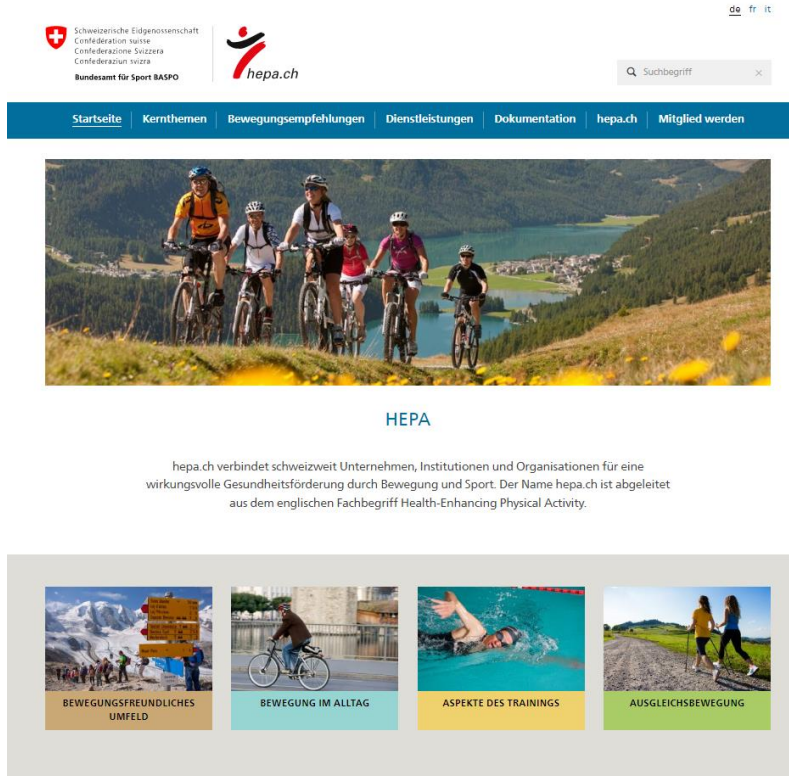 de fr it
Schweizerische Eidgenossenschaft
Confédération suisse
Confederazione Svizzera
Confederaziun svizra
Bundesamt für Sport BASPO
hepa.ch
Suchbegriff
Startseite Kernthemen Bewegungsempfehlungen Dienstleistungen Dokumentation hepa.ch Mitglied werden
HEPA
hepa.ch verbindet schweizweit Unternehmen, Institutionen und Organisationen für eine
wirkungsvolle Gesundheitsförderung durch Bewegung und Sport. Der Name hepa.ch ist abgeleitet
aus dem englischen Fachbegriff Health-Enhancing Physical Activity.
BEWEGUNGSFREUNDLICHES
UMFELD
BEWEGUNG IM ALLTAG
ASPEKTE DES TRAININGS
AUSGLEICHSBEWEGUNG